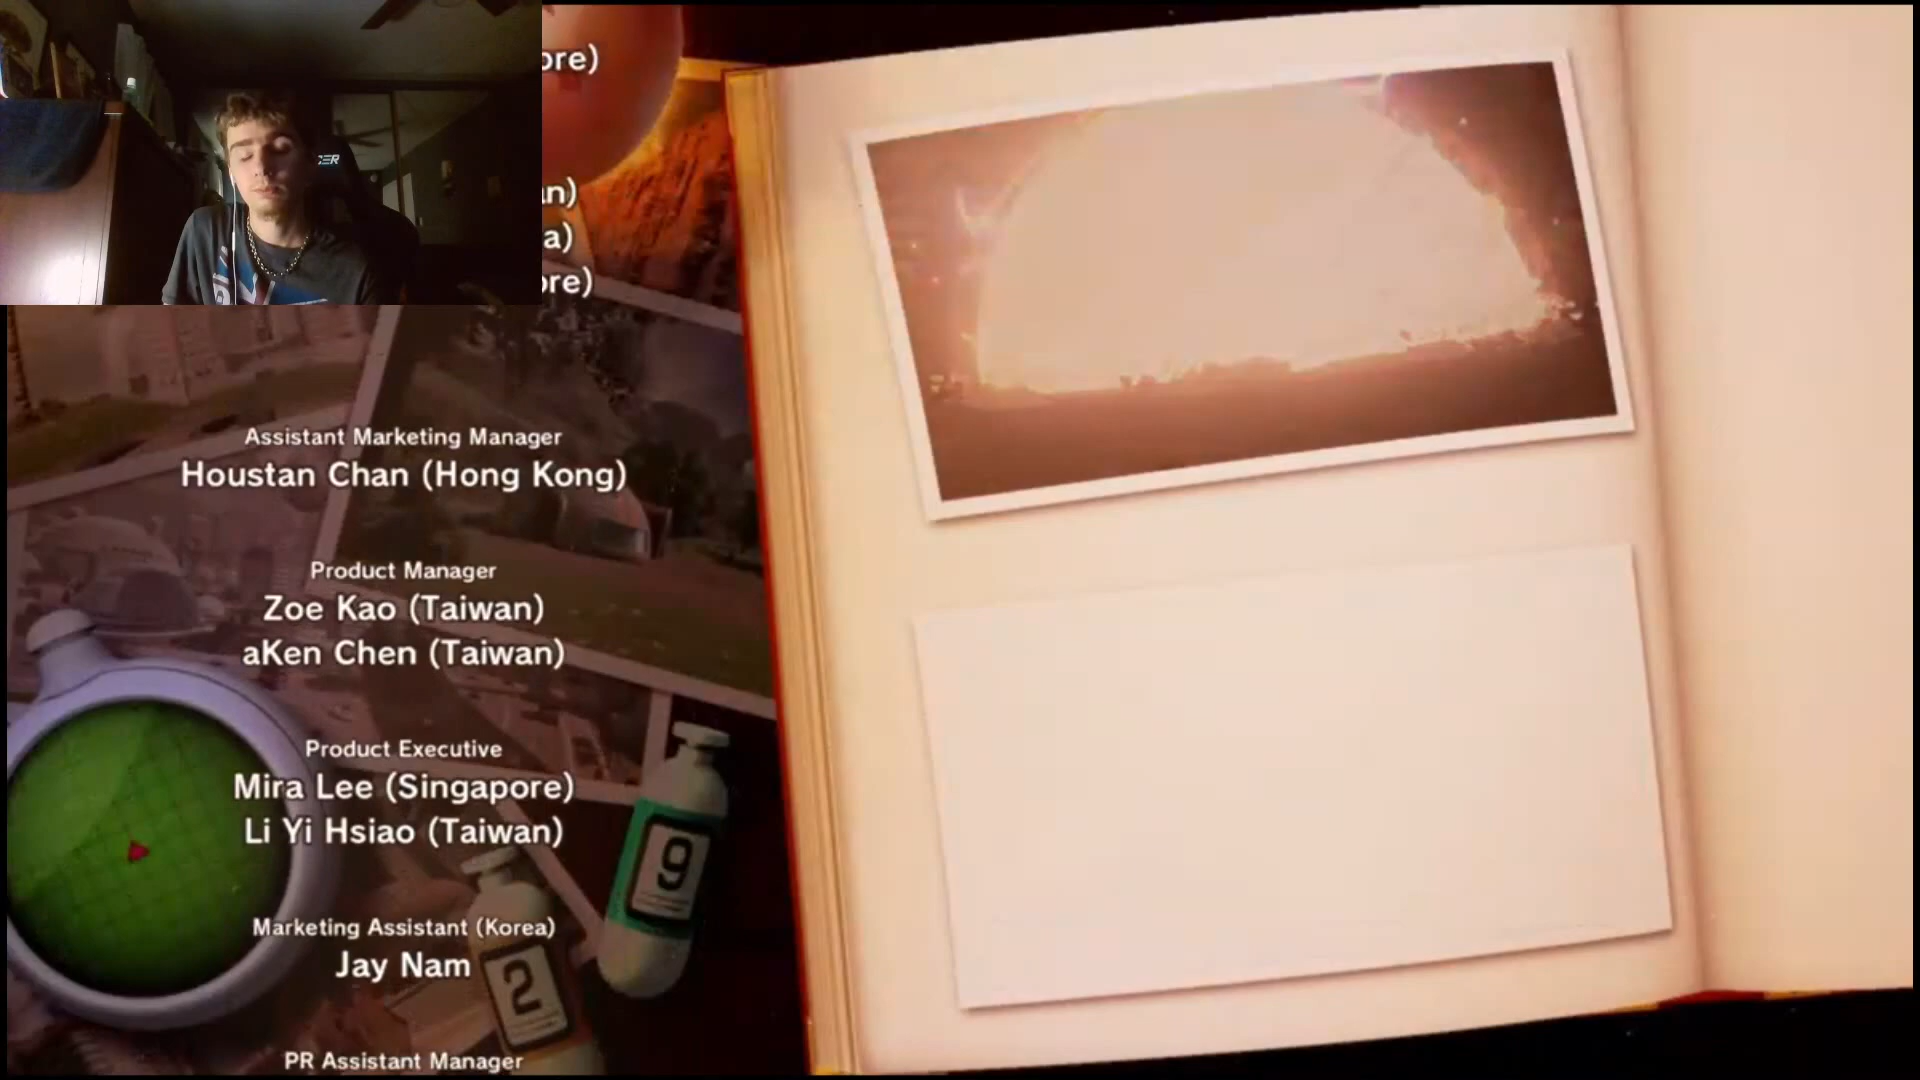 Assistant Marketing Manager
Houstan Chan (Hong Kong)
Product Manager
Zoe Kao (Taiwan)
aKen Chen (Taiwan)
Product Executive
Mira Lee (Singapore)
Li Yi Hsiao (Taiwan)
Marketing Assistant (Korea)
Jay Nam
PR Assistant Manager
9
2